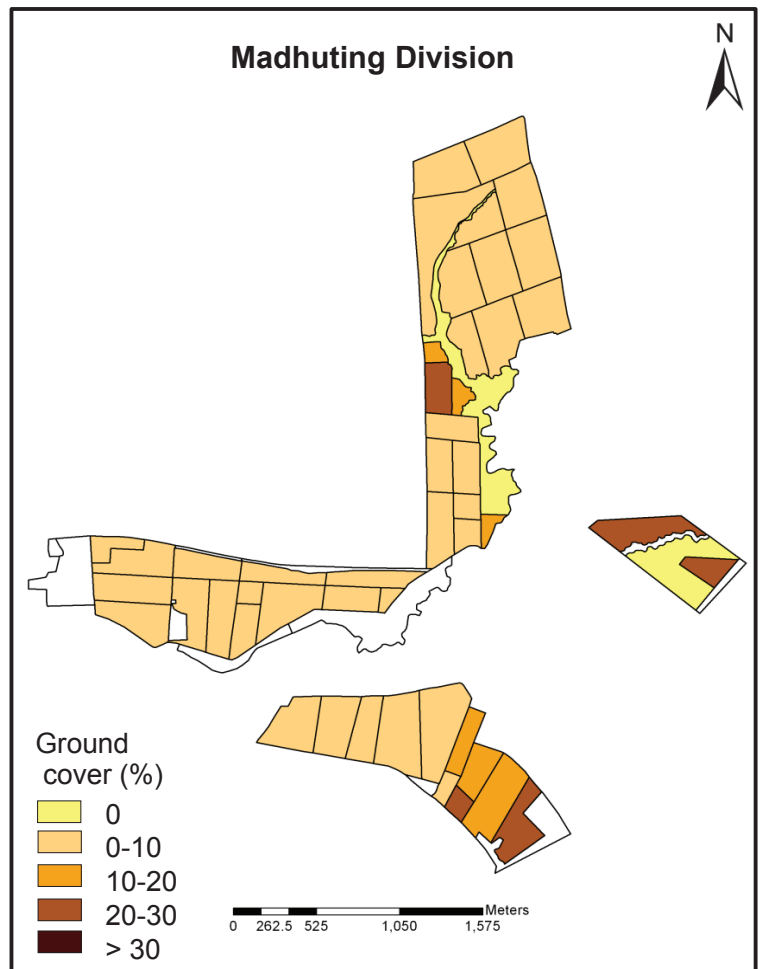 Madhuting Division
N
Ground
cover (%)
0
0-10
10-20
20-30
> 30
Meters
0 262.5 525 1,050 1,575